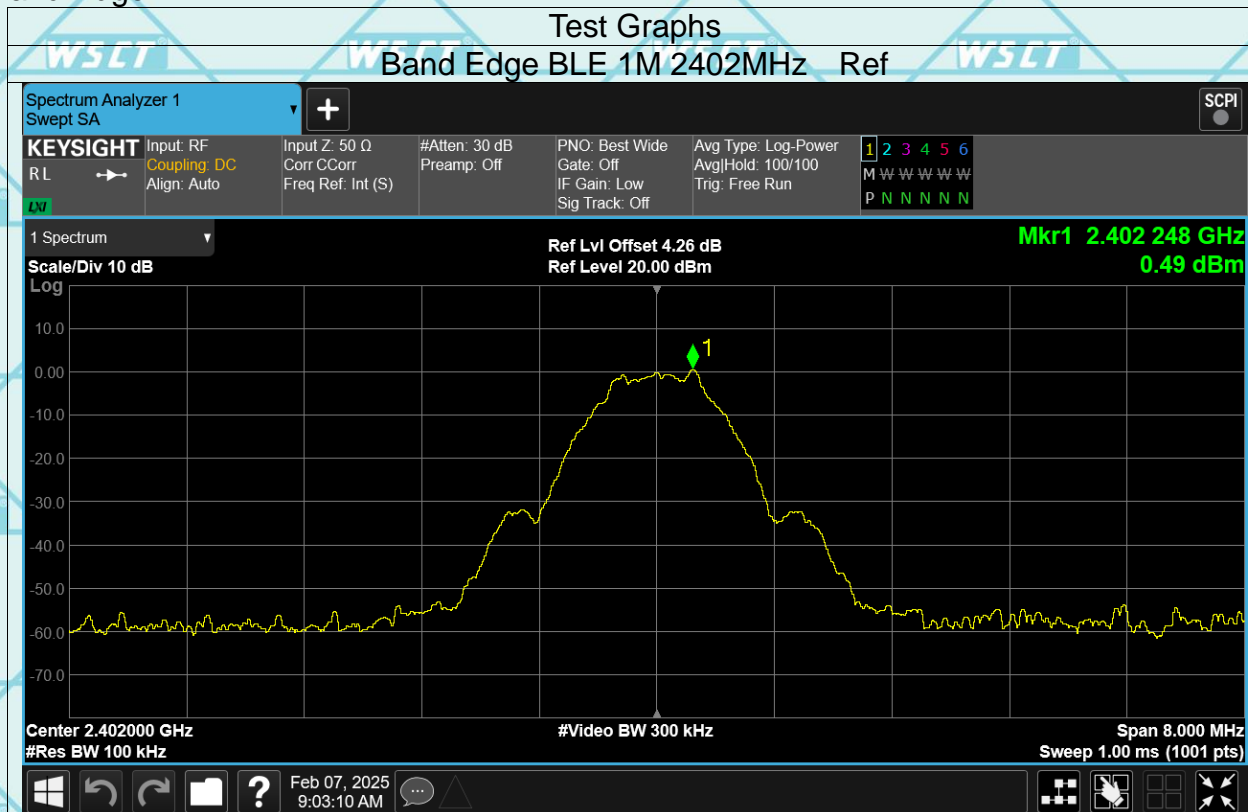 Test Graphs
WSCT WSCT WSCT
Band Edge BLE 1M 2402MHz Ref
Spectrum Analyzer 1
Swept SA
+
SCPI
KEYSIGHT Input: RF Input Z: 50 Ω #Atten: 30 dB PNO: Best Wide Avg Type: Log-Power 1 2 3 4 5 6
RL Coupling: DC Corr CCorr Preamp: Off Gate: Off Avg|Hold: 100/100 M W W W W W
Align: Auto Freq Ref: Int (S) IF Gain: Low Trig: Free Run P N N N N N
LXI Sig Track: Off
1 Spectrum Ref Lvl Offset 4.26 dB Mkr1 2.402 248 GHz
Scale/Div 10 dB Ref Level 20.00 dBm 0.49 dBm
Log
10.0
1
0.00
-10.0
-20.0
-30.0
-40.0
-50.0
-60.0
-70.0
Center 2.402000 GHz #Video BW 300 kHz Span 8.000 MHz
#Res BW 100 kHz Sweep 1.00 ms (1001 pts)
? Feb 07, 2025
9:03:10 AM